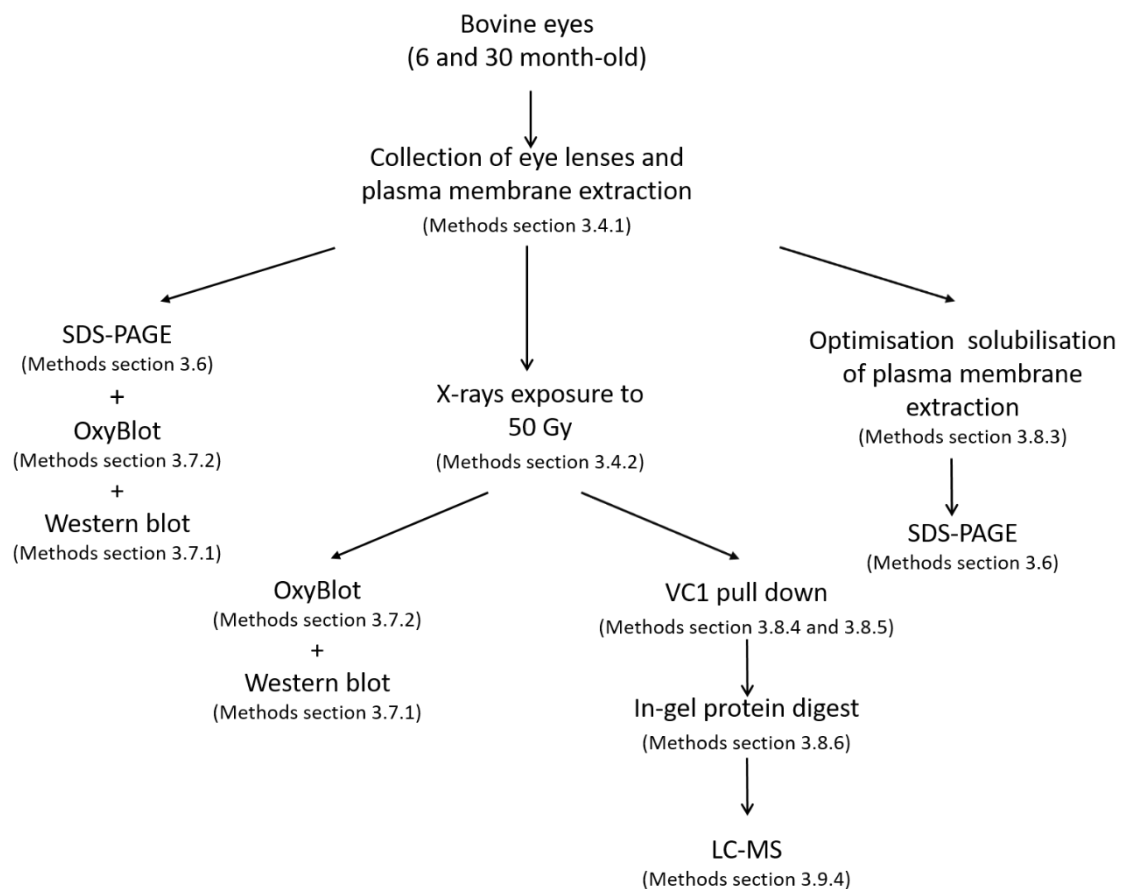 Bovine eyes
(6 and 30 month-old)
Collection of eye lenses and
plasma membrane extraction
(Methods section 3.4.1)
SDS-PAGE
(Methods section 3.6)
+
OxyBlot
(Methods section 3.7.2)
+
Western blot
(Methods section 3.7.1)
X-rays exposure to
50 Gy
(Methods section 3.4.2)
OxyBlot
(Methods section 3.7.2)
+
Western blot
(Methods section 3.7.1)
VC1 pull down
(Methods section 3.8.4 and 3.8.5)
In-gel protein digest
(Methods section 3.8.6)
LC-MS
(Methods section 3.9.4)
Optimisation solubilisation
of plasma membrane
extraction
(Methods section 3.8.3)
SDS-PAGE
(Methods section 3.6)